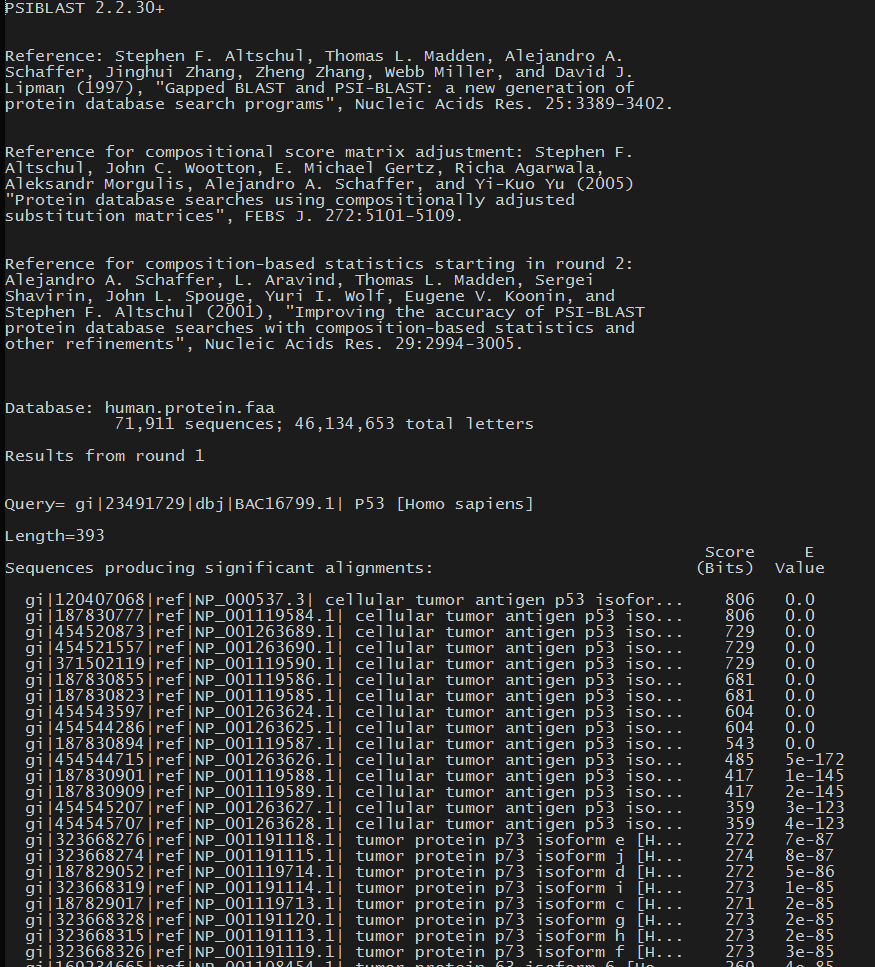 PSIBLAST 2.2.30+
Reference: Stephen F. Altschul, Thomas L. Madden, Alejandro A.
Schaffer, Jinghui Zhang, Zheng Zhang, Webb Miller, and David J.
Lipman (1997), "Gapped BLAST and PSI-BLAST: a new generation of
protein database search programs", Nucleic Acids Res. 25:3389-3402.
Reference for compositional score matrix adjustment: Stephen F.
Altschul, John C. Wootton, E. Michael Gertz, Richa Agarwala,
Aleksandr Morgulis, Alejandro A. Schaffer, and Yi-Kuo Yu (2005)
"Protein database searches using compositionally adjusted
substitution matrices", FEBS J. 272:5101-5109.
Reference for composition-based statistics starting in round 2:
Alejandro A. Schaffer, L. Aravind, Thomas L. Madden, Sergei
Shavirin, John L. Spouge, Yuri I. Wolf, Eugene V. Koonin, and
Stephen F. Altschul (2001), "Improving the accuracy of PSI-BLAST
protein database searches with composition-based statistics and
other refinements", Nucleic Acids Res. 29:2994-3005.
Database: human.protein.faa
71,911 sequences; 46,134,653 total letters
Results from round 1
Query= gi|23491729|dbj|BAC16799.1| P53 [Homo sapiens]
Length=393
Score E
Sequences producing significant alignments: (Bits) Value
gi|120407068|ref|NP_000537.3| cellular tumor antigen p53 isofor... 806 0.0
gi|187830777|ref|NP_001119584.1| cellular tumor antigen p53 iso... 806 0.0
gi|454520873|ref|NP_001263689.1| cellular tumor antigen p53 iso... 729 0.0
gi|454521557|ref|NP_001263690.1| cellular tumor antigen p53 iso... 729 0.0
gi|371502119|ref|NP_001119590.1| cellular tumor antigen p53 iso... 729 0.0
gi|187830855|ref|NP_001119586.1| cellular tumor antigen p53 iso... 681 0.0
gi|187830823|ref|NP_001119585.1| cellular tumor antigen p53 iso... 681 0.0
gi|454543597|ref|NP_001263624.1| cellular tumor antigen p53 iso... 604 0.0
gi|454544286|ref|NP_001263625.1| cellular tumor antigen p53 iso... 604 0.0
gi|187830894|ref|NP_001119587.1| cellular tumor antigen p53 iso... 543 0.0
gi|454544715|ref|NP_001263626.1| cellular tumor antigen p53 iso... 485 5e-172
gi|187830901|ref|NP_001119588.1| cellular tumor antigen p53 iso... 417 1e-145
gi|187830909|ref|NP_001119589.1| cellular tumor antigen p53 iso... 417 2e-145
gi|454545207|ref|NP_001263627.1| cellular tumor antigen p53 iso... 359 3e-123
gi|454545707|ref|NP_001263628.1| cellular tumor antigen p53 iso... 359 4e-123
gi|323668276|ref|NP_001191118.1| tumor protein p73 isoform e [H... 272 7e-87
gi|323668274|ref|NP_001191115.1| tumor protein p73 isoform j [H... 274 8e-87
gi|187829052|ref|NP_001119714.1| tumor protein p73 isoform d [H... 272 5e-86
gi|323668319|ref|NP_001191114.1| tumor protein p73 isoform i [H... 273 1e-85
gi|187829017|ref|NP_001119713.1| tumor protein p73 isoform c [H... 271 2e-85
gi|323668328|ref|NP_001191120.1| tumor protein p73 isoform g [H... 273 2e-85
gi|323668315|ref|NP_001191113.1| tumor protein p73 isoform h [H... 273 2e-85
gi|323668326|ref|NP_001191119.1| tumor protein p73 isoform f [H... 273 3e-85